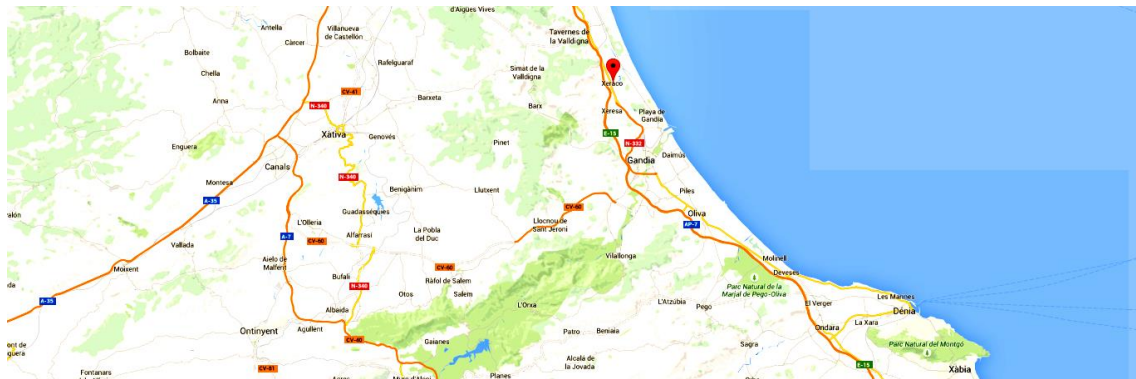 d'Aigües Vives
Antella
Villanueva
de Castellón
Càrcer
Tavernes de
la Valldigna
Bolbaite
Rafelguaraf
Simat de la
Valldigna
Chella
Xeraco
CV-41
Anna
Barxeta
Barx
N-340
Xeresa
Playa de
Gandia
Xàtiva
Genovés
E-15
Enguera
Pinet
N-332
Gandia
Daimús
Canals
N-340
Montesa
Benigànim
Llutxent
Piles
A-35
Guadasséques
CV-60
Oliva
L'Olleria
Llocnou de
Sant Jeroni
AP-7
A-7
Alfarrasí
La Pobla
del Duc
CV-60
Vallada
Aielo de
Malferit
Vilallonga
Molinell
Moixent
CV-60
Deveses
Bufali
Ráfol de Salem
Parc Natural de la
Marjal de Pego-Oliva
N-340
Otos
Salem
A-35
L'Orxa
L'Atzúbia
Pego
El Verger
Les Marines
Albaida
Dénia
Ontinyent
Agullent
Patro
Beniaia
Ondara
La Xara
CV-40
Gaianes
Sagra
Parc Natural del Montgó
Alcalá de
la Jovada
E-15
Fontanars
CV-81
Planes
Xàbia